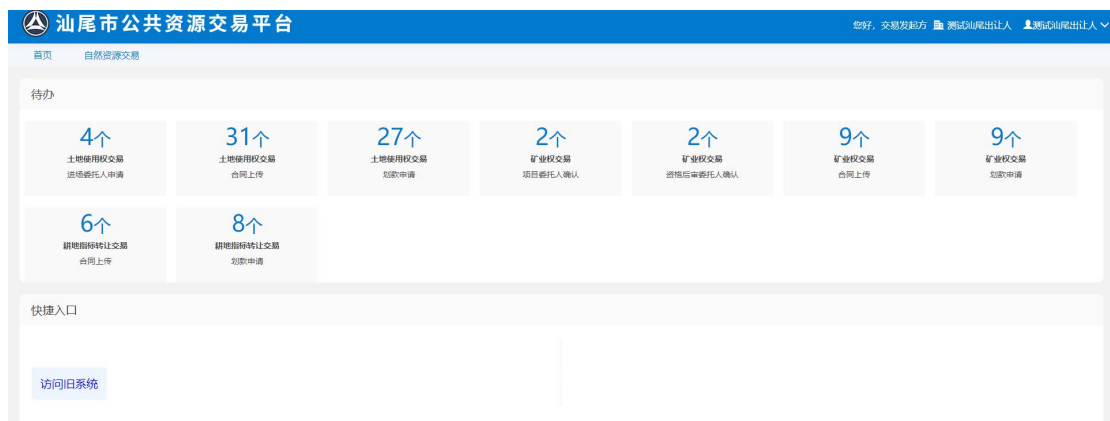 汕尾市公共资源交易平台
您好，交易发起方 测试汕尾出让人 测试汕尾出让人
首页 自然资源交易
待办
4个 31个 27个 2个 2个 9个 9个
土地使用权交易 土地使用权交易 土地使用权交易 矿业权交易 矿业权交易 矿业权交易 矿业权交易
进场委托人申请 合同上传 划款申请 项目委托人确认 资格后审委托人确认 合同上传 划款申请
6个 8个
耕地指标转让交易 耕地指标转让交易
合同上传 划款申请
快捷入口
访问旧系统